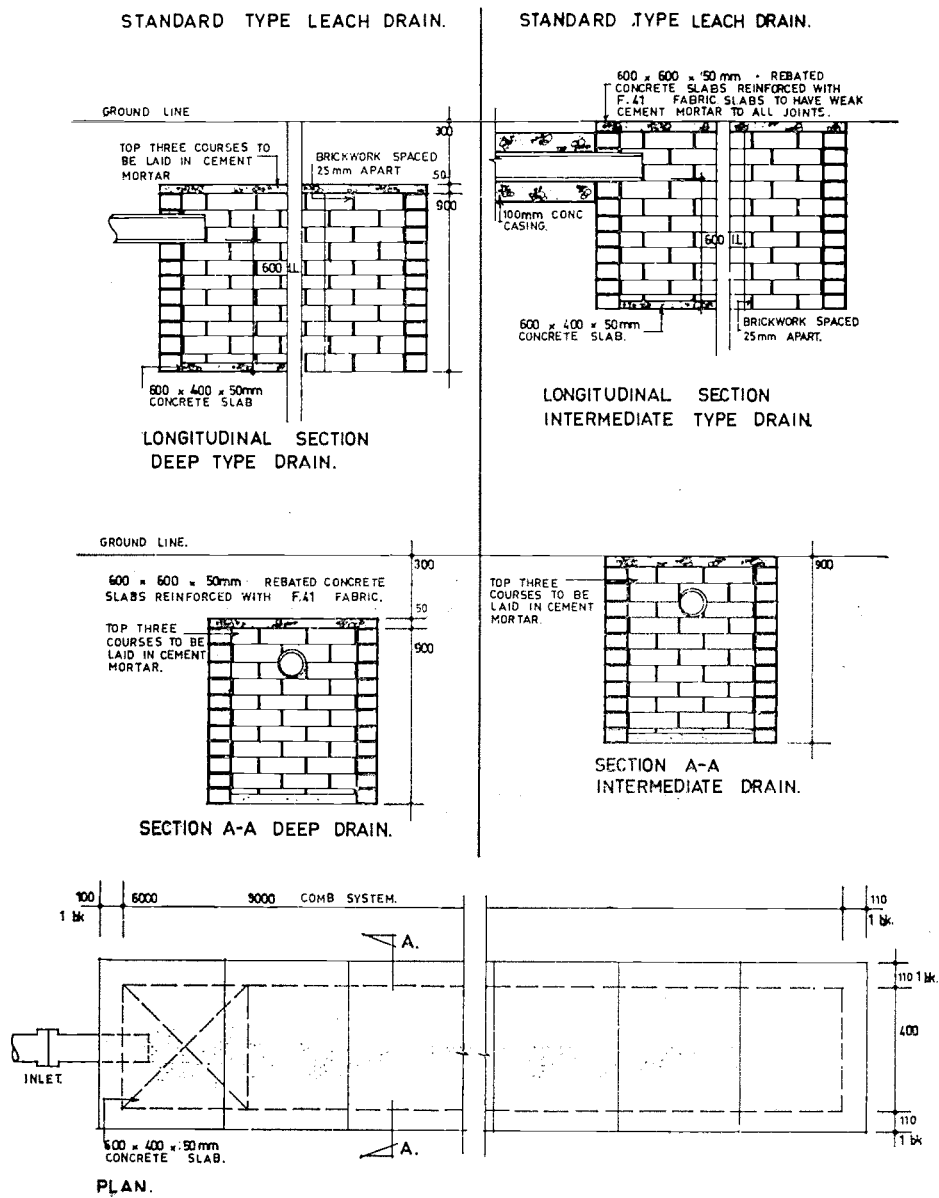 STANDARD TYPE LEACH DRAIN.
GROUND LINE
TOP THREE COURSES TO
BE LAID IN CEMENT
MORTAR
BRICKWORK SPACED
25mm APART
300
50
900
600 I.L
600 x 400 x 50mm
CONCRETE SLAB
LONGITUDINAL SECTION
DEEP TYPE DRAIN.
STANDARD TYPE LEACH DRAIN.
600 x 600 x 50mm - REBATED
CONCRETE SLABS REINFORCED WITH
F.41 FABRIC SLABS TO HAVE WEAK
CEMENT MORTAR TO ALL JOINTS.
100mm CONC
CASING.
600 I.L
600 x 400 x 50mm
CONCRETE SLAB.
BRICKWORK SPACED
25mm APART.
LONGITUDINAL SECTION
INTERMEDIATE TYPE DRAIN.
GROUND LINE.
600 x 600 x 50mm - REBATED CONCRETE
SLABS REINFORCED WITH F.41 FABRIC.
TOP THREE
COURSES TO BE
LAID IN CEMENT
MORTAR.
300
50
900
SECTION A-A DEEP DRAIN.
TOP THREE
COURSES TO BE
LAID IN CEMENT
MORTAR.
900
SECTION A-A
INTERMEDIATE DRAIN.
100
1 bk
6000
9000 COMB SYSTEM.
110
1 bk.
A.
110 1 bk.
400
110
1 bk
INLET.
A.
600 x 400 x 50mm
CONCRETE SLAB.
PLAN.